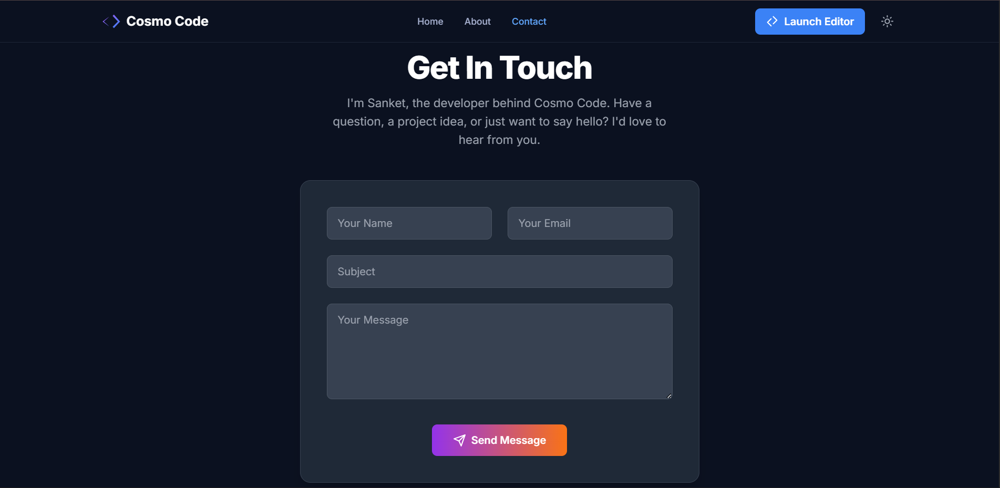 Cosmo Code
Home
About
Contact
Launch Editor
Get In Touch
I'm Sanket, the developer behind Cosmo Code. Have a
question, a project idea, or just want to say hello? I'd love to
hear from you.
Your Name
Your Email
Subject
Your Message
Send Message